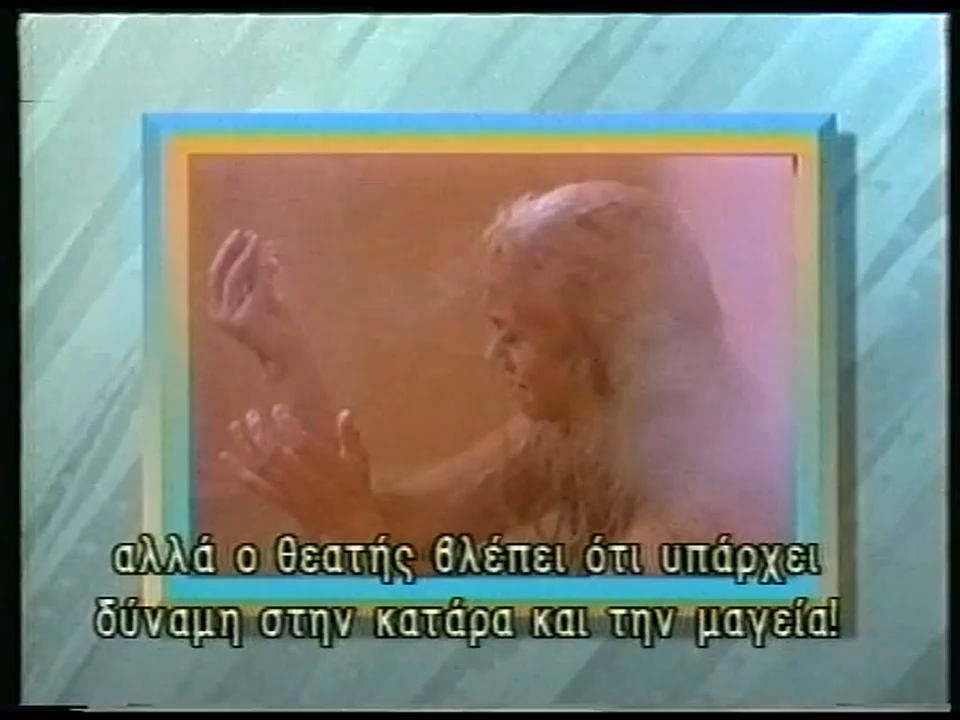 αλλά ο θεατής βλέπει ότι υπάρχει
δύναμη στην κατάρα και την μαγεία!